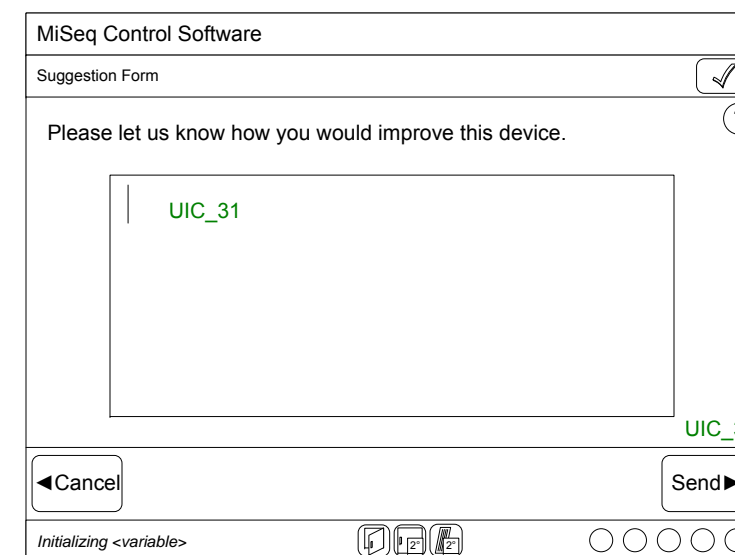 MiSeq Control Software
Suggestion Form
Please let us know how you would improve this device.
UIC_31
◄Cancel
Send►
Initializing <variable>
2° 2°